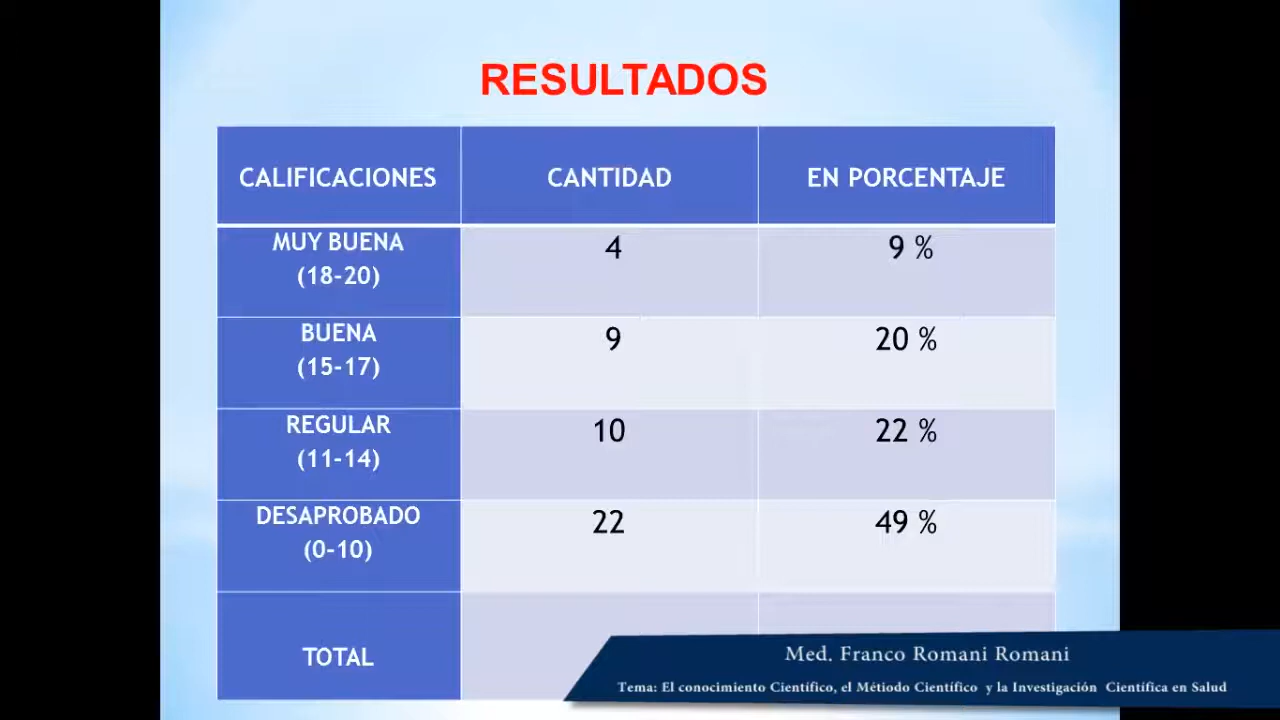 RESULTADOS
CALIFICACIONES CANTIDAD EN PORCENTAJE
MUY BUENA 4 9 %
(18-20)
BUENA 9 20 %
(15-17)
REGULAR 10 22 %
(11-14)
DESAPROBADO 22 49 %
(0-10)
TOTAL
Med. Franco Romani Romani
Tema: El conocimiento Científico, el Métiodo Científico y la Investigación Científica en Salud